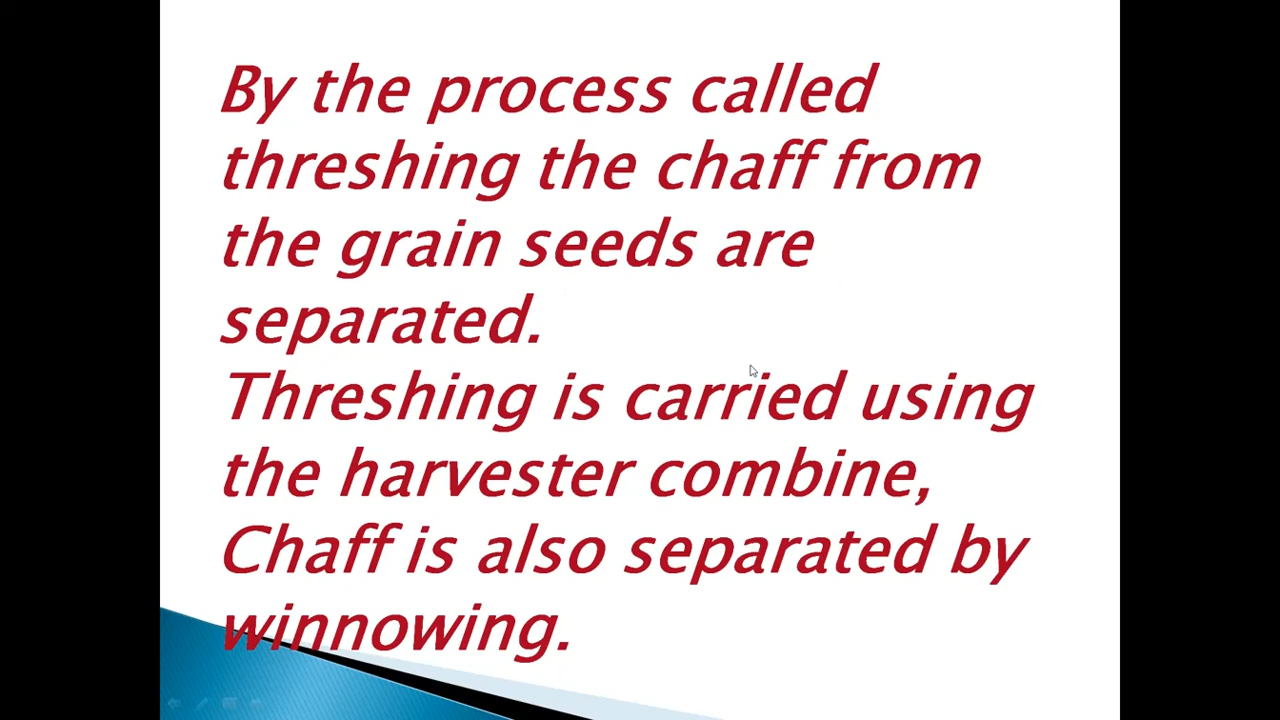 By the process called
threshing the chaff from
the grain seeds are
separated.
Threshing is carried using
the harvester combine,
Chaff is also separated by
winnowing.